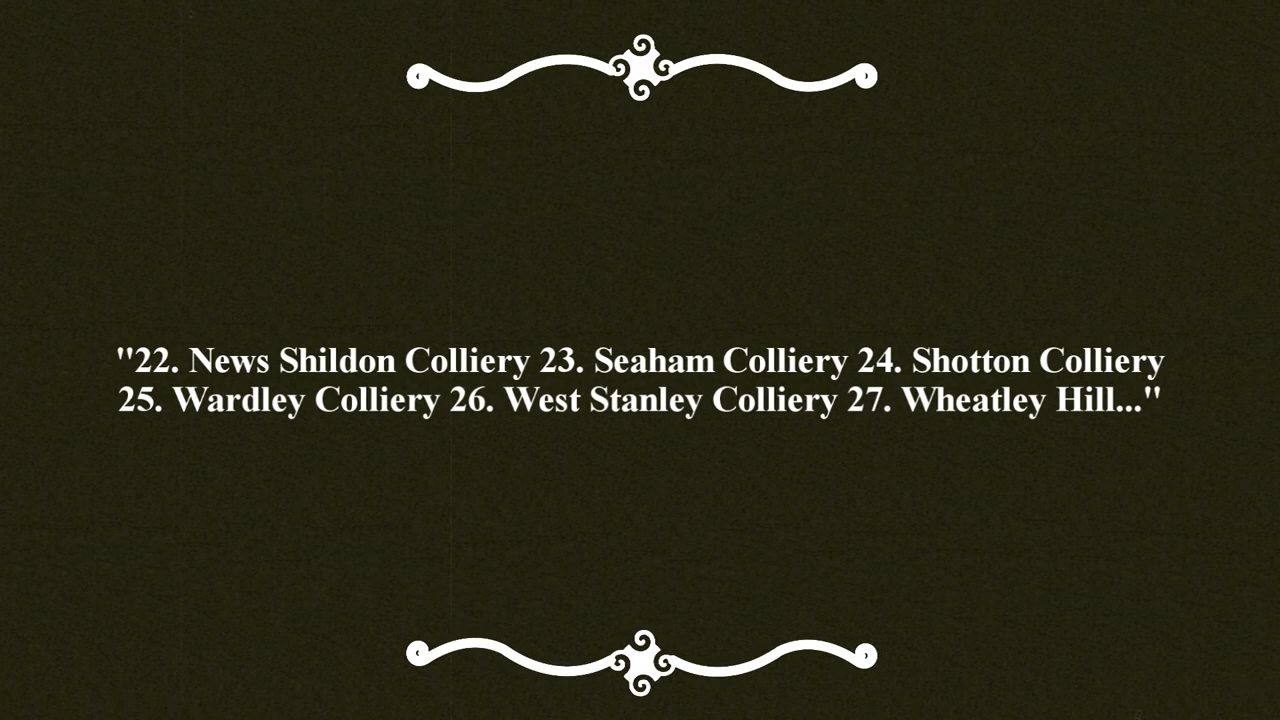 "22. News Shildon Colliery 23. Seaham Colliery 24. Shotton Colliery
25. Wardley Colliery 26. West Stanley Colliery 27. Wheatley Hill..."